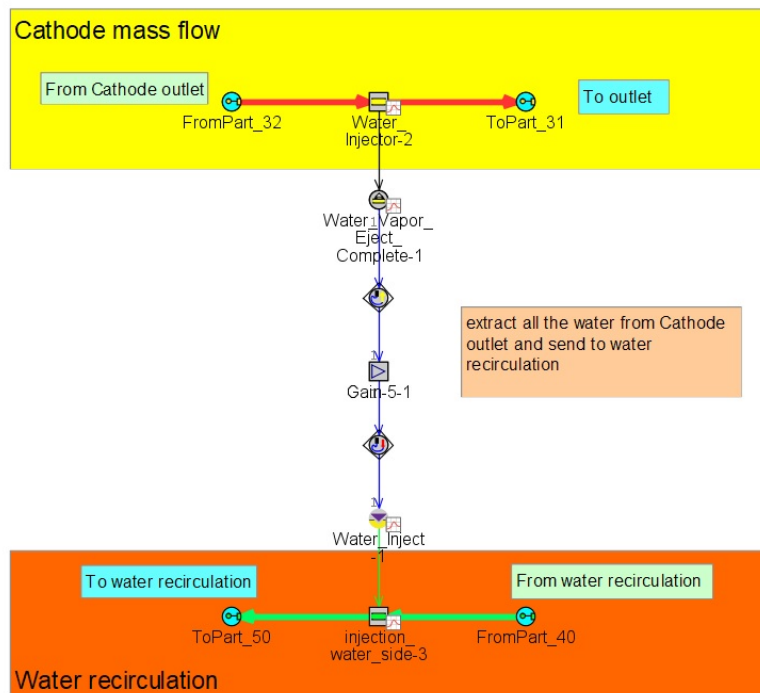 Cathode mass flow
From Cathode outlet
To outlet
FromPart_32
Water_
Injector-2
ToPart_31
Water_Vapor_
Eject_
Complete-1
extract all the water from Cathode
outlet and send to water
recirculation
Gain-5-1
Water_Inject
-1
To water recirculation
From water recirculation
ToPart_50
injection_
water_side-3
FromPart_40
Water recirculation